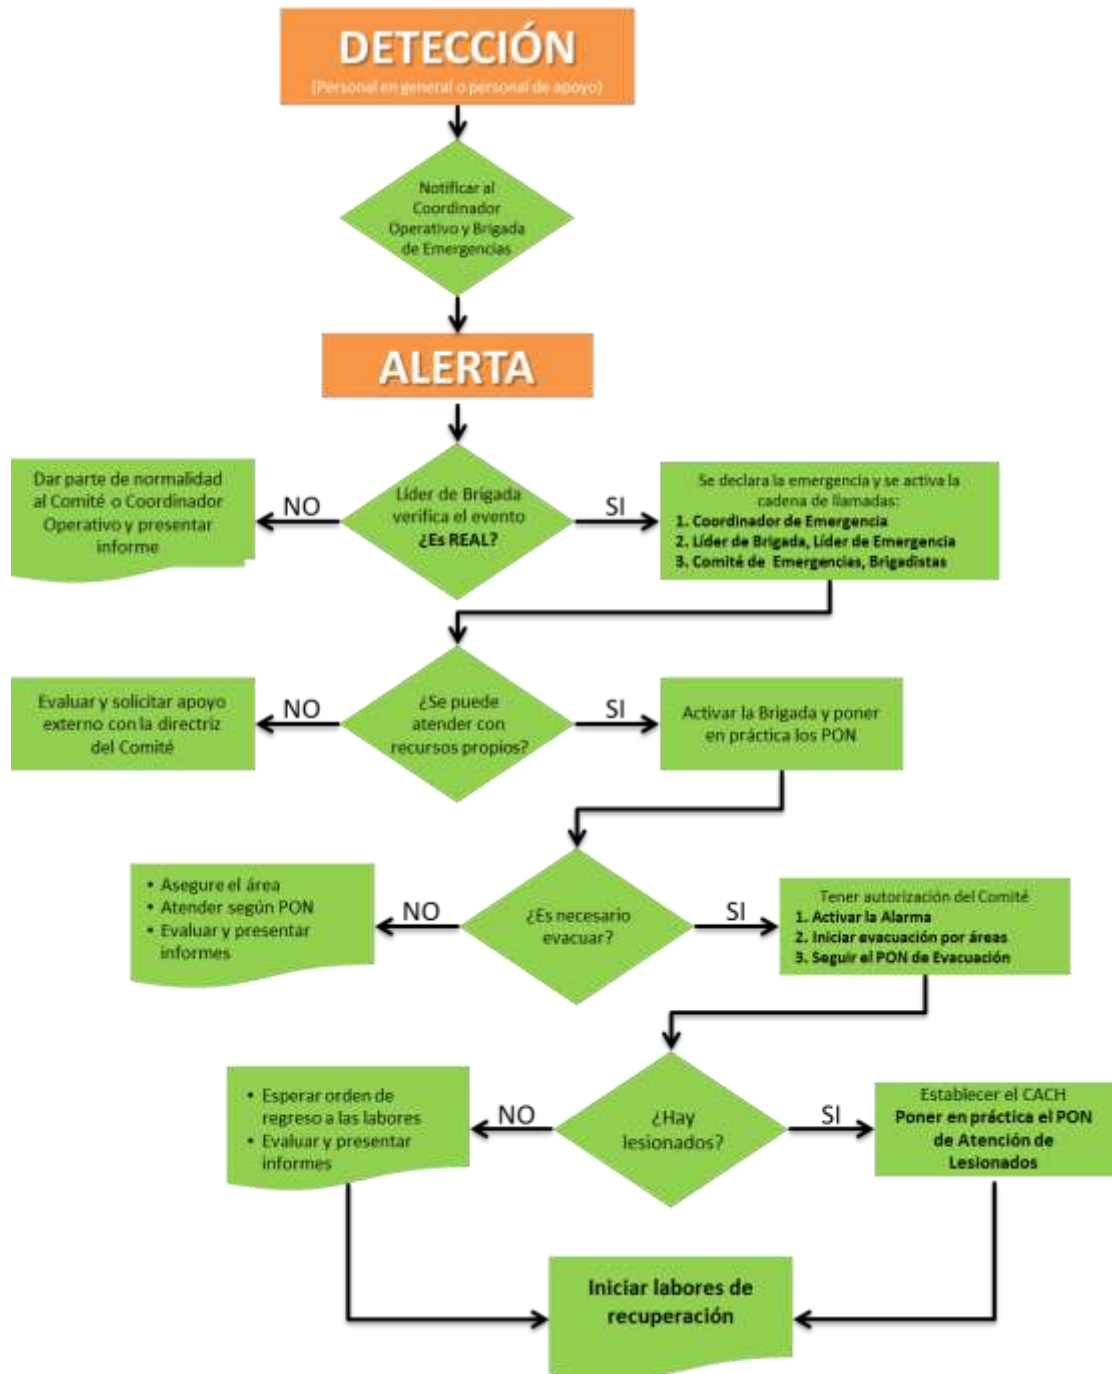 DETECCIÓN
(Personal en general o personal de apoyo)
Notificar al
Coordinador
Operativo y Brigada
de Emergencias
ALERTA
Dar parte de normalidad
al Comité o Coordinador
Operativo y presentar
informe
NO
Líder de Brigada
verifica el evento
¿Es REAL?
SI
Se declara la emergencia y se activa la
cadena de llamadas:
1. Coordinador de Emergencia
2. Líder de Brigada, Líder de Emergencia
3. Comité de Emergencias, Brigadistas
Evaluar y solicitar apoyo
externo con la directriz
del Comité
NO
¿Se puede
atender con
recursos propios?
SI
Activar la Brigada y poner
en práctica los PON
• Asegure el área
• Atender según PON
• Evaluar y presentar
informes
NO
¿Es necesario
evacuar?
SI
Tener autorización del Comité
1. Activar la Alarma
2. Iniciar evacuación por áreas
3. Seguir el PON de Evacuación
• Esperar orden de
regreso a las labores
• Evaluar y presentar
informes
NO
¿Hay
lesionados?
SI
Establecer el CACH
Poner en práctica el PON
de Atención de
Lesionados
Iniciar labores de
recuperación